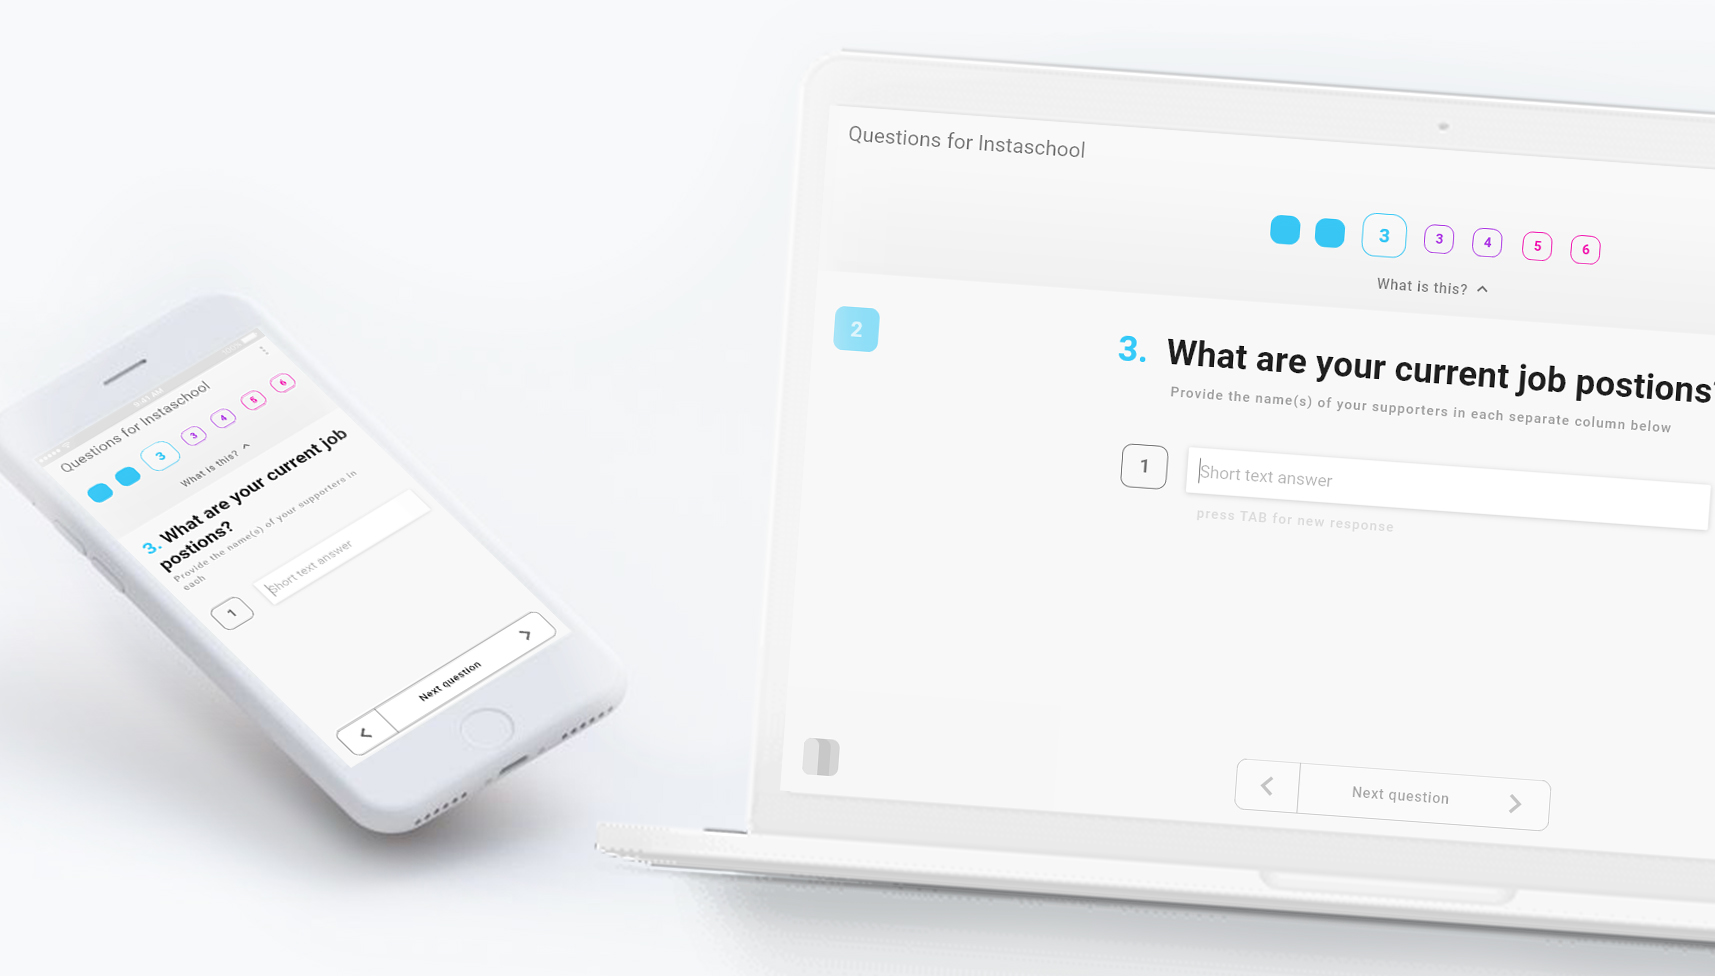 Questions for Instaschool
3
3
4
5
6
What is this?
3. What are your current job
postions?
Provide the name(s) of your supporters in
each
1
Short text answer
Next question
Questions for Instaschool
3
3
4
5
6
What is this?
2
3. What are your current job postions?
Provide the name(s) of your supporters in each separate column below
1
Short text answer
press TAB for new response
Next question